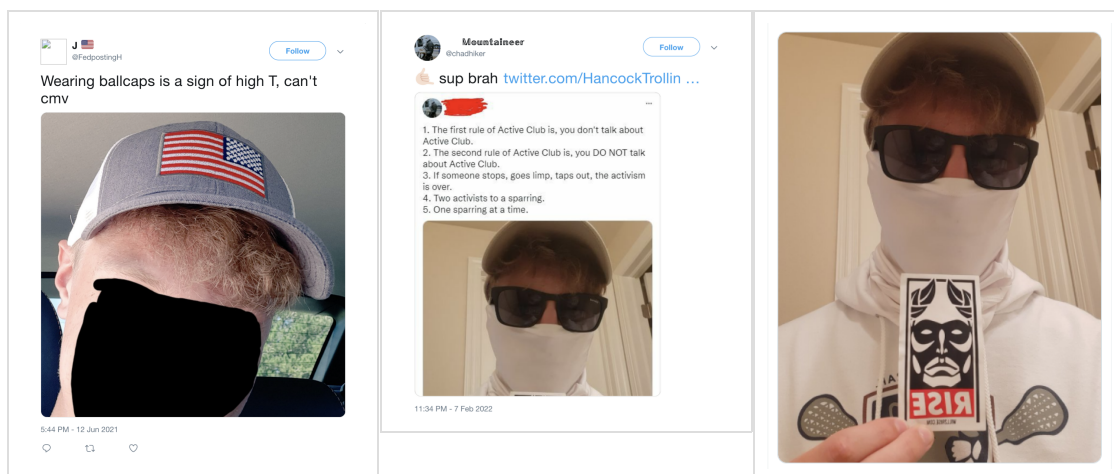 J 🇺🇸
@FedpostingH
Follow
Wearing ballcaps is a sign of high T, can't
cmv
5:44 PM - 12 Jun 2021
Mountaineer
@chadhiker
Follow
🤙🏻 sup brah twitter.com/HancockTrollin …
1. The first rule of Active Club is, you don't talk about
Active Club.
2. The second rule of Active Club is, you DO NOT talk
about Active Club.
3. If someone stops, goes limp, taps out, the activism
is over.
4. Two activists to a sparring.
5. One sparring at a time.
11:34 PM - 7 Feb 2022
RISE